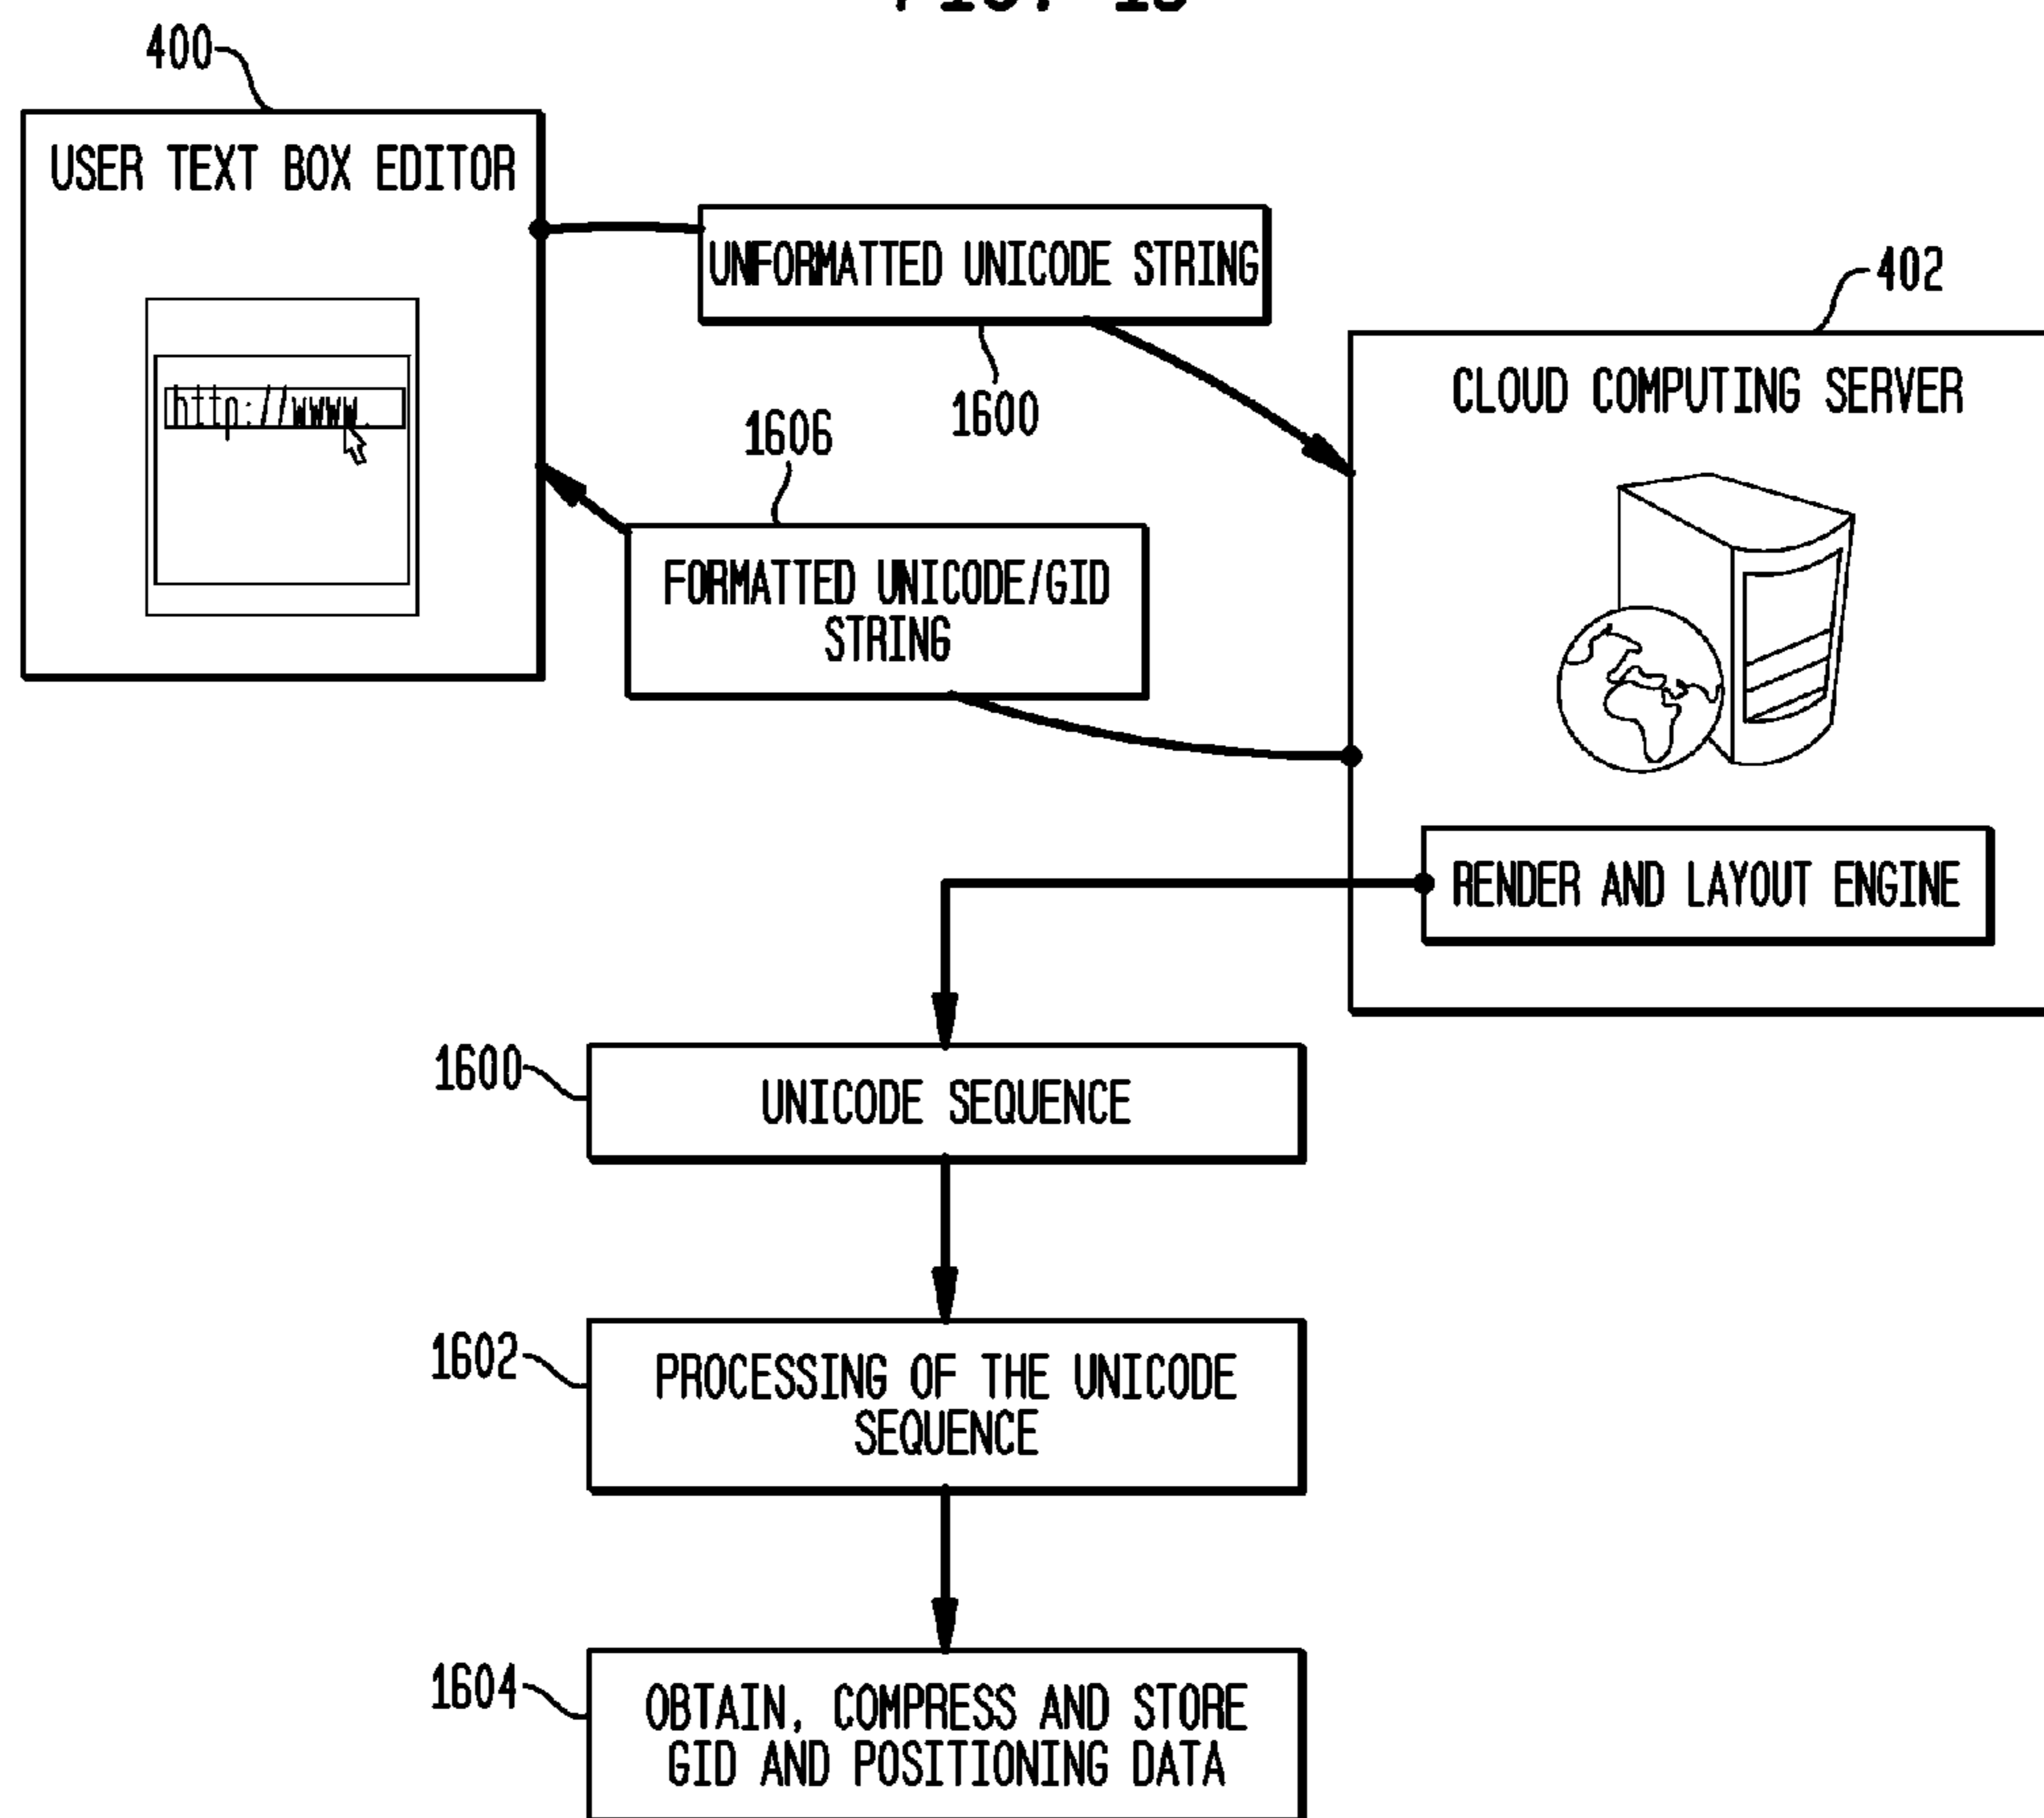 400
USER TEXT BOX EDITOR
UNFORMATTED UNICODE STRING
402
http://www.
1600
CLOUD COMPUTING SERVER
1606
FORMATTED UNICODE/GID
STRING
RENDER AND LAYOUT ENGINE
1600
UNICODE SEQUENCE
1602
PROCESSING OF THE UNICODE
SEQUENCE
1604
OBTAIN, COMPRESS AND STORE
GID AND POSITIONING DATA